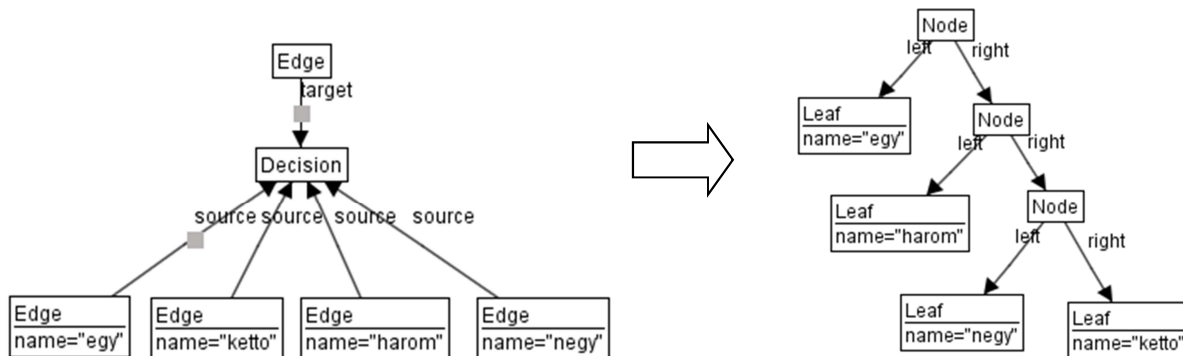 Edge
target
Decision
source source source source
Edge
name="egy"
Edge
name="ketto"
Edge
name="harom"
Edge
name="negy"
Node
left right
Leaf
name="egy"
Node
left right
Leaf
name="harom"
Node
left right
Leaf
name="negy"
Leaf
name="ketto"